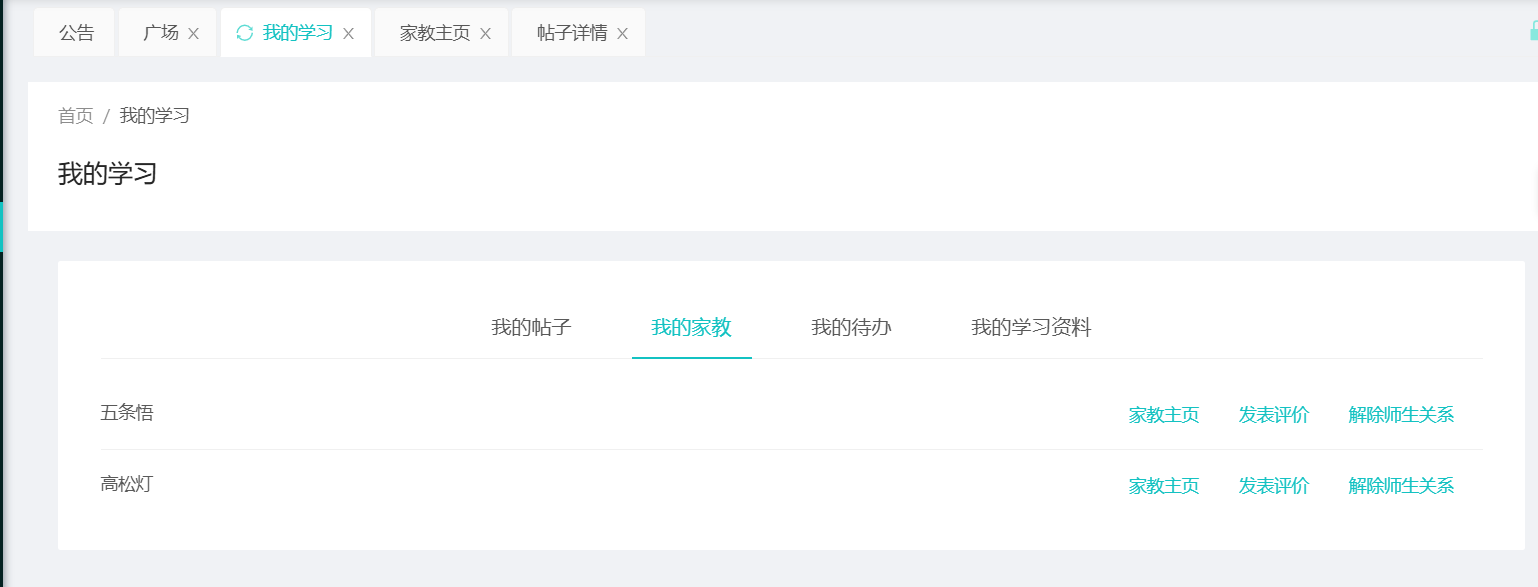 公告 广场 我的学习 家教主页 帖子详情
首页 / 我的学习
我的学习
我的帖子 我的家教 我的待办 我的学习资料
五条悟 家教主页 发表评价 解除师生关系
高松灯 家教主页 发表评价 解除师生关系